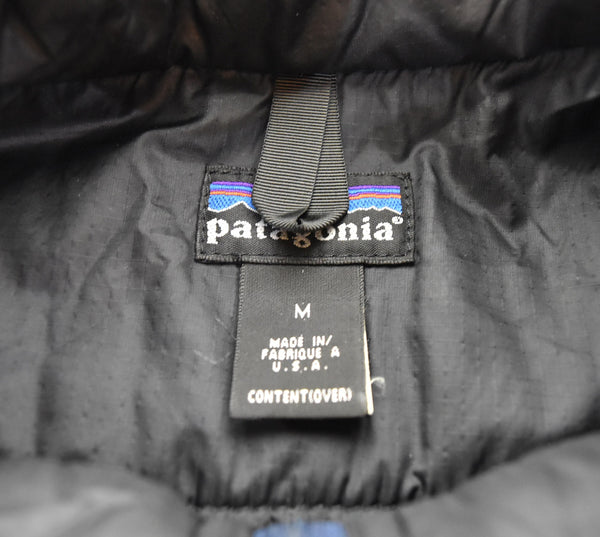 patagonia®
M
MADE IN/
FABRIQUE A
U.S.A.
CONTENT(OVER)